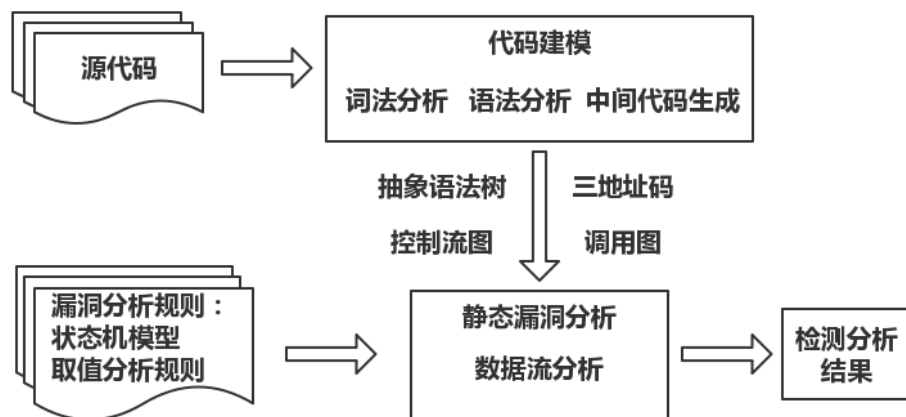 源代码
代码建模
词法分析 语法分析 中间代码生成
抽象语法树 三地址码
控制流图 调用图
漏洞分析规则：
状态机模型
取值分析规则
静态漏洞分析
数据流分析
检测分析
结果